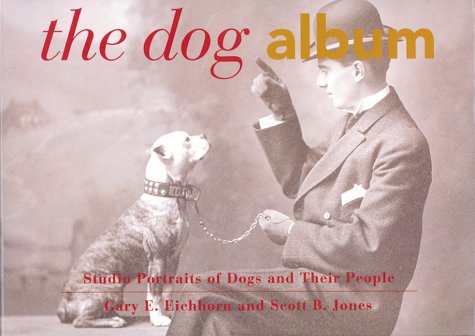 the dog album
Studio Portraits of Dogs and Their People
Gary E. Eichhorn and Scott B. Jones